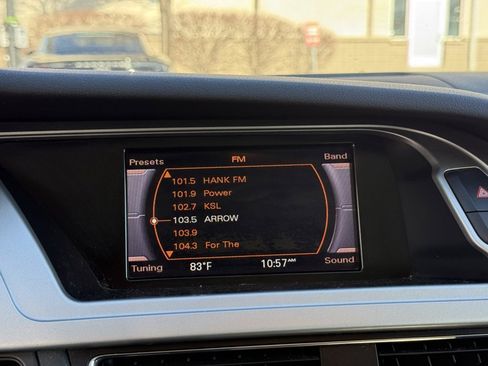 Presets FM Band
101.5 HANK FM
101.9 Power
102.7 KSL
103.5 ARROW
103.9
104.3 For The
Tuning 83°F 10:57AM Sound